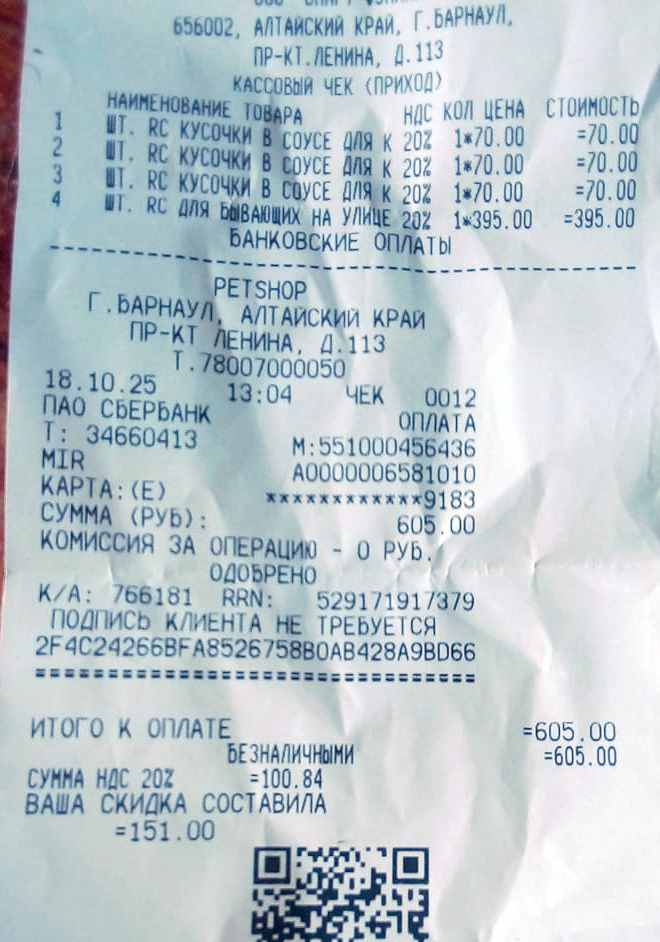 656002, АЛТАЙСКИЙ КРАЙ, Г.БАРНАУЛ,
ПР-КТ.ЛЕНИНА, Д.113
КАССОВЫЙ ЧЕК (ПРИХОД)
НАИМЕНОВАНИЕ ТОВАРА НДС КОЛ ЦЕНА СТОИМОСТЬ
1 ШТ. RC КУСОЧКИ В СОУСЕ ДЛЯ К 20% 1*70.00 =70.00
2 ШТ. RC КУСОЧКИ В СОУСЕ ДЛЯ К 20% 1*70.00 =70.00
3 ШТ. RC КУСОЧКИ В СОУСЕ ДЛЯ К 20% 1*70.00 =70.00
4 ШТ. RC ДЛЯ БЫВАЮЩИХ НА УЛИЦЕ 20% 1*395.00 =395.00
БАНКОВСКИЕ ОПЛАТЫ
PETSHOP
Г.БАРНАУЛ, АЛТАЙСКИЙ КРАЙ
ПР-КТ ЛЕНИНА, Д.113
Т.78007000050
18.10.25 13:04 ЧЕК 0012
ПАО СБЕРБАНК ОПЛАТА
Т: 34660413 М:551000456436
MIR A0000006581010
КАРТА:(E) ************9183
СУММА (РУБ): 605.00
КОМИССИЯ ЗА ОПЕРАЦИЮ - 0 РУБ.
ОДОБРЕНО
К/А: 766181 RRN: 529171917379
ПОДПИСЬ КЛИЕНТА НЕ ТРЕБУЕТСЯ
2F4C24266BFA8526758B0AB428A9BD66
================================
ИТОГО К ОПЛАТЕ =605.00
БЕЗНАЛИЧНЫМИ =605.00
СУММА НДС 20% =100.84
ВАША СКИДКА СОСТАВИЛА
=151.00